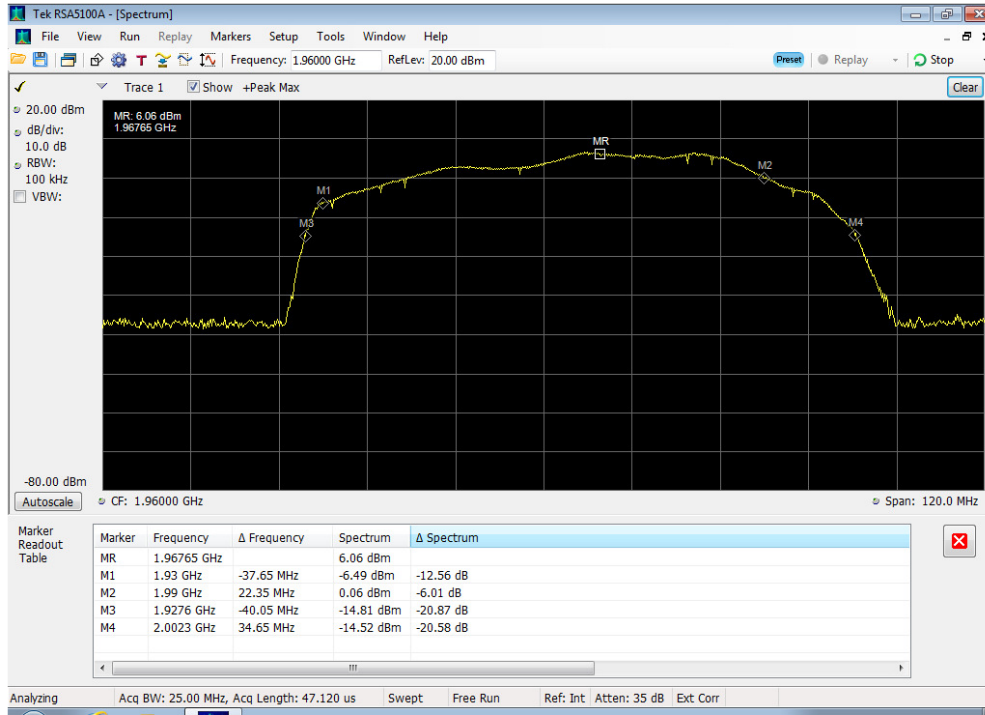 Tek RSA5100A - [Spectrum]
File View Run Replay Markers Setup Tools Window Help
T Frequency: 1.96000 GHz RefLev: 20.00 dBm Preset Replay Stop
Trace 1 Show +Peak Max Clear
20.00 dBm
dB/div:
10.0 dB
RBW:
100 kHz
VBW:
-80.00 dBm
Autoscale
MR: 6.06 dBm
1.96765 GHz
MR
M2
M1
M3
M4
CF: 1.96000 GHz Span: 120.0 MHz
Marker
Readout
Table
Marker Frequency Δ Frequency Spectrum Δ Spectrum
MR 1.96765 GHz 6.06 dBm
M1 1.93 GHz -37.65 MHz -6.49 dBm -12.56 dB
M2 1.99 GHz 22.35 MHz 0.06 dBm -6.01 dB
M3 1.9276 GHz -40.05 MHz -14.81 dBm -20.87 dB
M4 2.0023 GHz 34.65 MHz -14.52 dBm -20.58 dB
Analyzing Acq BW: 25.00 MHz, Acq Length: 47.120 us Swept Free Run Ref: Int Atten: 35 dB Ext Corr